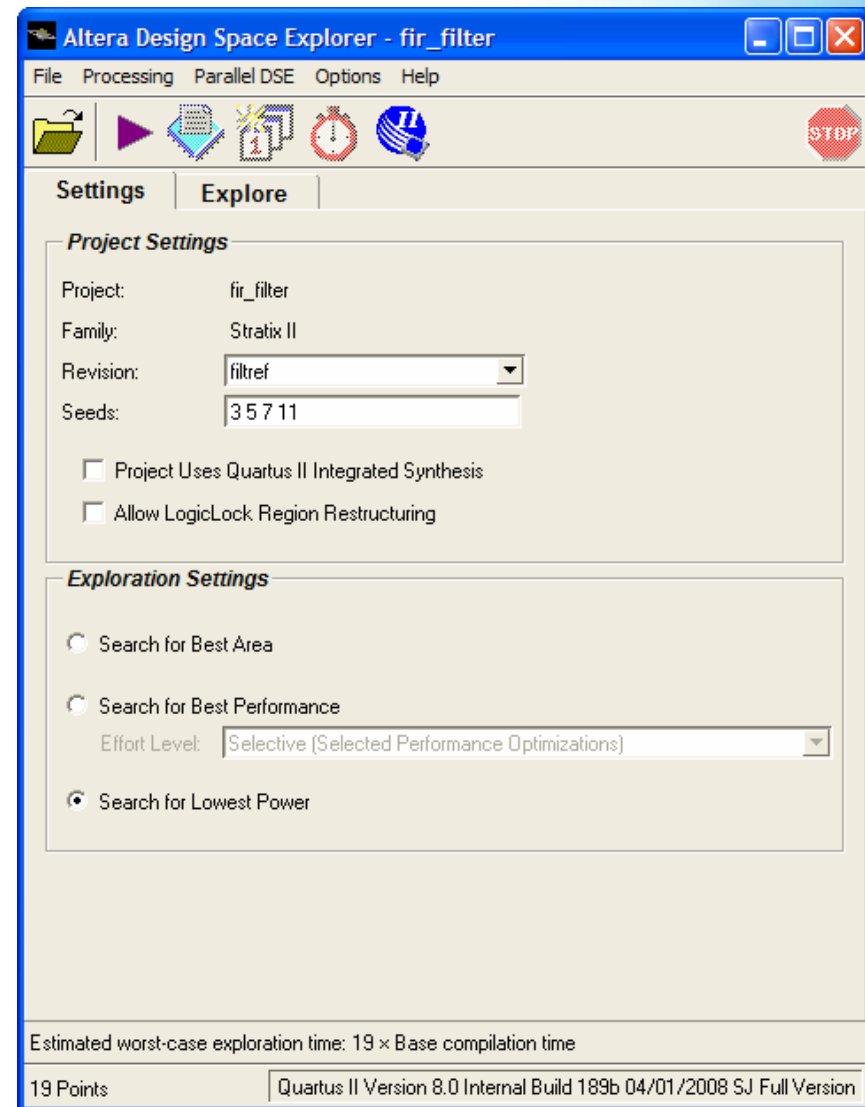 Altera Design Space Explorer - fir_filter
File Processing Parallel DSE Options Help
1 II STOP
Settings Explore
Project Settings
Project: fir_filter
Family: Stratix II
Revision: filtref
Seeds: 3 5 7 11
Project Uses Quartus II Integrated Synthesis
Allow LogicLock Region Restructuring
Exploration Settings
Search for Best Area
Search for Best Performance
Effort Level: Selective (Selected Performance Optimizations)
Search for Lowest Power
Estimated worst-case exploration time: 19 × Base compilation time
19 Points Quartus II Version 8.0 Internal Build 189b 04/01/2008 SJ Full Version